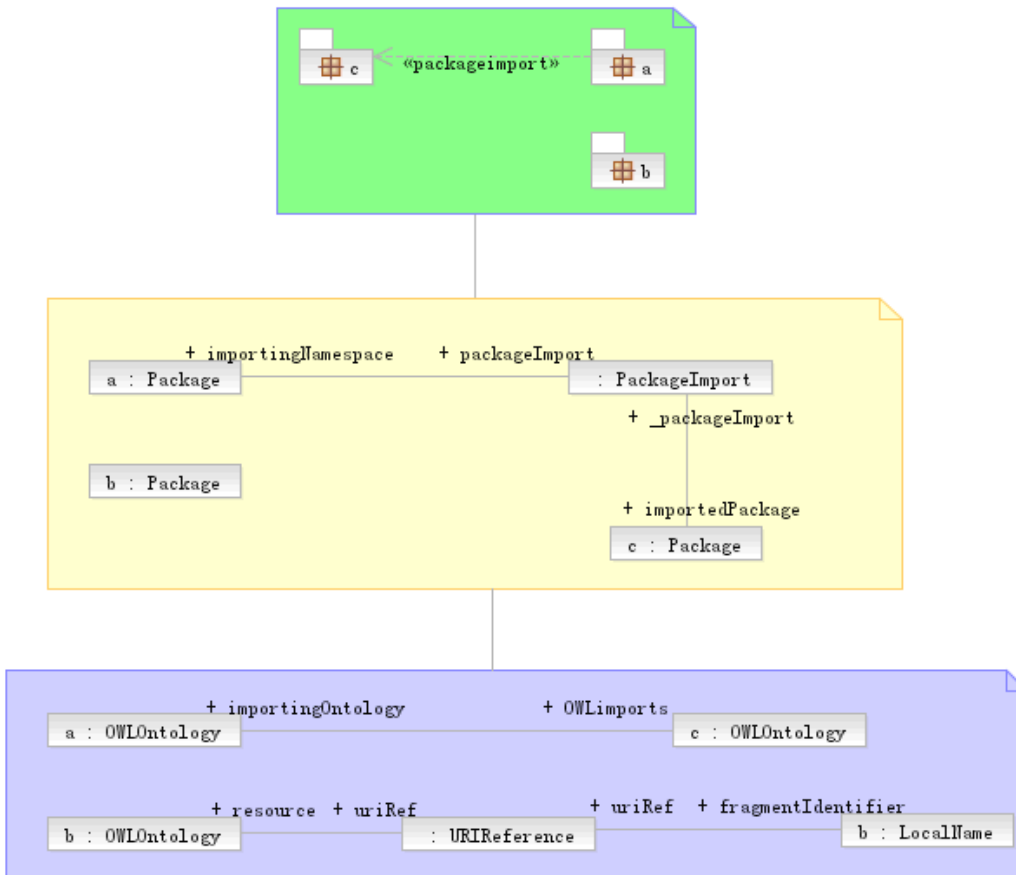 c «packageimport» a
b
+ importingNamespace + packageImport
a : Package : PackageImport
+ _packageImport
b : Package
+ importedPackage
c : Package
+ importingOntology + OWLimports
a : OWLOntology c : OWLOntology
+ resource + uriRef + uriRef + fragmentIdentifier
b : OWLOntology : URIReference b : LocalName